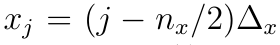 x_j = (j − n_x/2)Δ_x